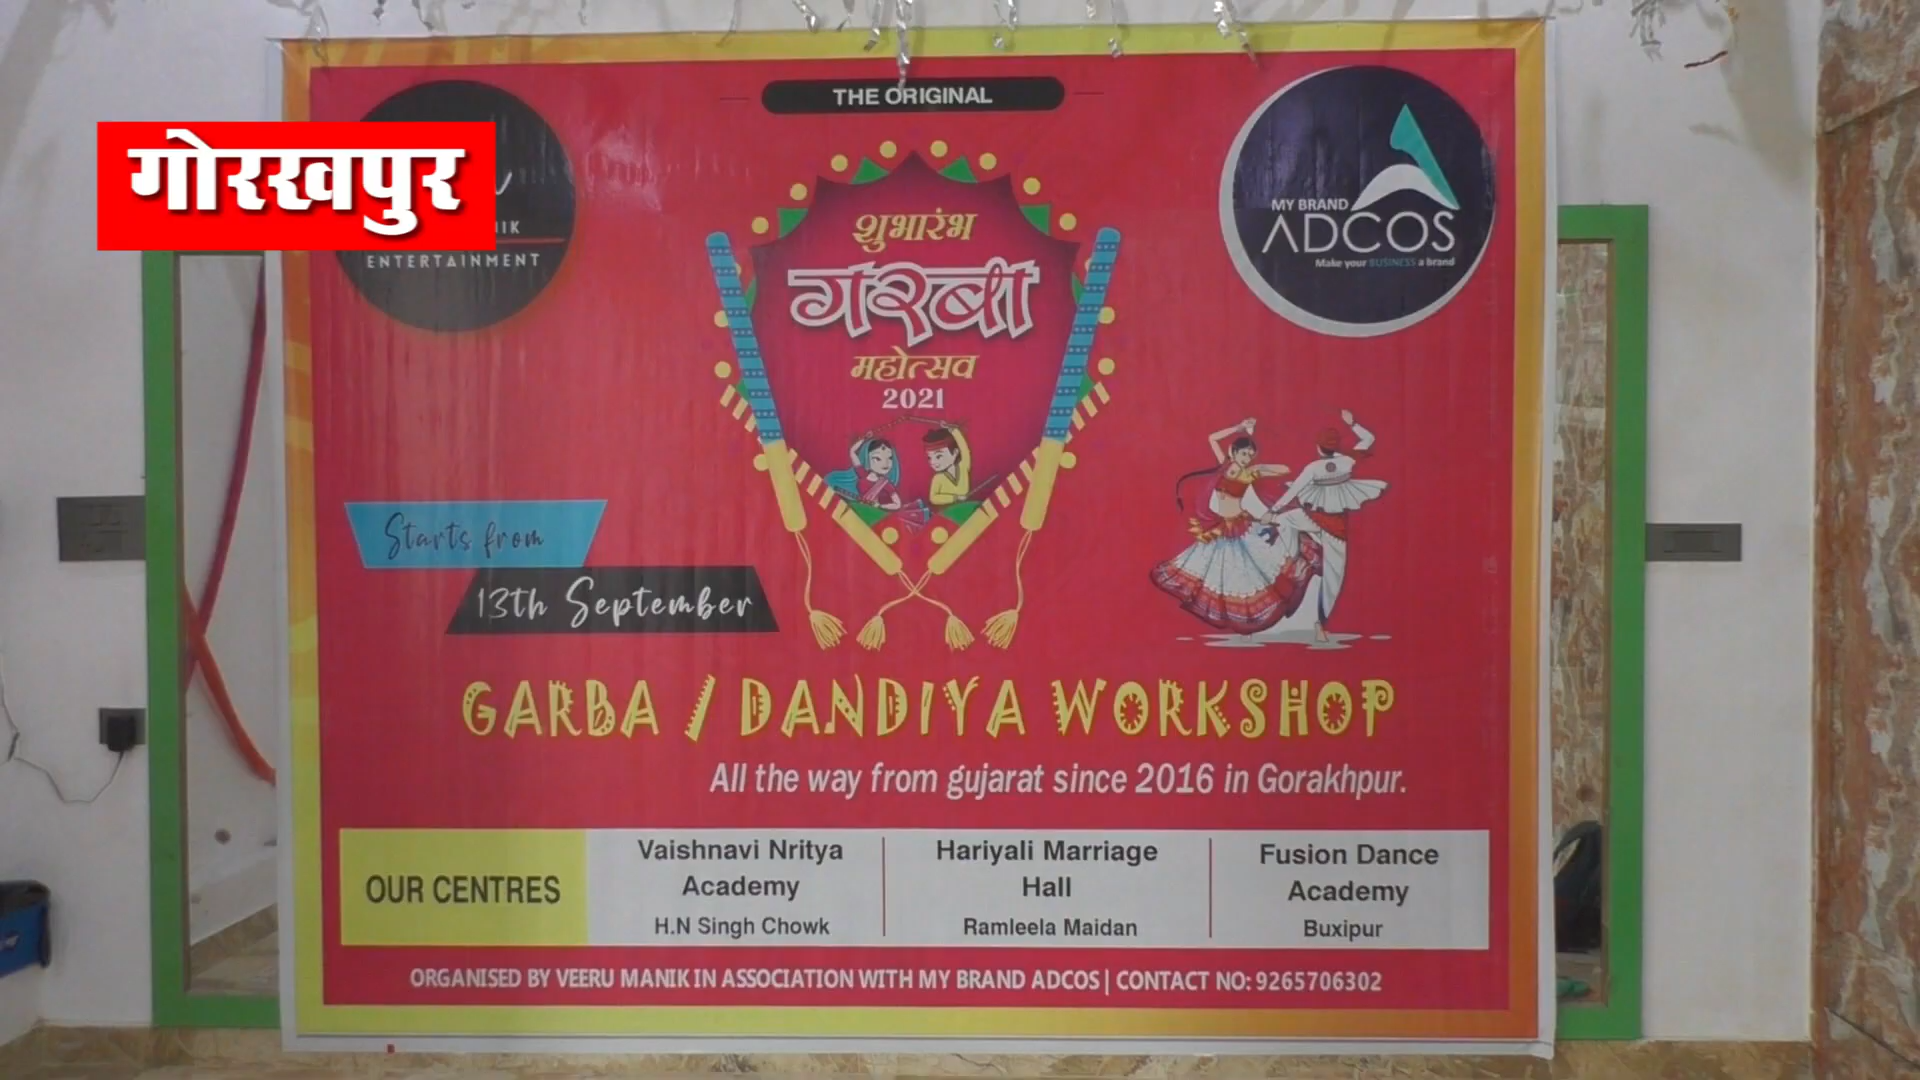 गोरखपुर
THE ORIGINAL
ENTERTAINMENT
MY BRAND
ADCOS
Make your BUSINESS a brand
शुभारंभ
गरबा
महोत्सव
2021
Starts from
13th September
GARBA / DANDIYA WORKSHOP
All the way from gujarat since 2016 in Gorakhpur.
OUR CENTRES
Vaishnavi Nritya
Academy
H.N Singh Chowk
Hariyali Marriage
Hall
Ramleela Maidan
Fusion Dance
Academy
Buxipur
ORGANISED BY VEERU MANIK IN ASSOCIATION WITH MY BRAND ADCOS | CONTACT NO: 9265706302